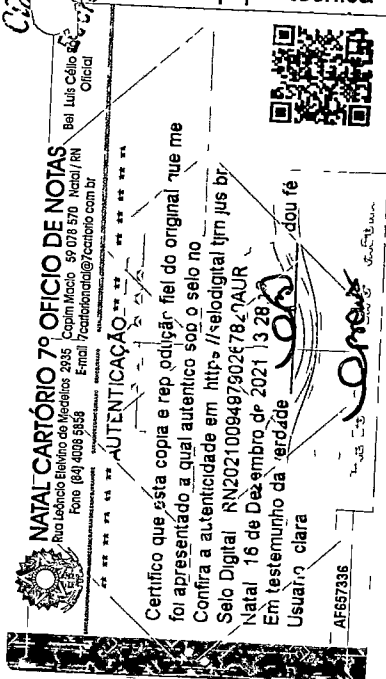 NATAL CARTÓRIO 7º OFICIO DE NOTAS
Rua Leôncio Etelvino de Medeiros 2935 Capim Macio 59 078 570 Natal / RN
Fone (84) 4008 5858 E-mail 7cartorionatal@7cartorio com br
Bel Luis Célio
Oficial
** ** ** ** AUTENTICAÇÃO ** ** ** **
Certifico que esta copia e reprodução fiel do original que me
foi apresentado a qual autentico sob o selo no
Confira a autenticidade em https //selodigital tjrn jus br
Selo Digital
Natal 16 de Dezembro de 2021 13 28
Em testemunho da verdade dou fé
Usuario clara
AF657336